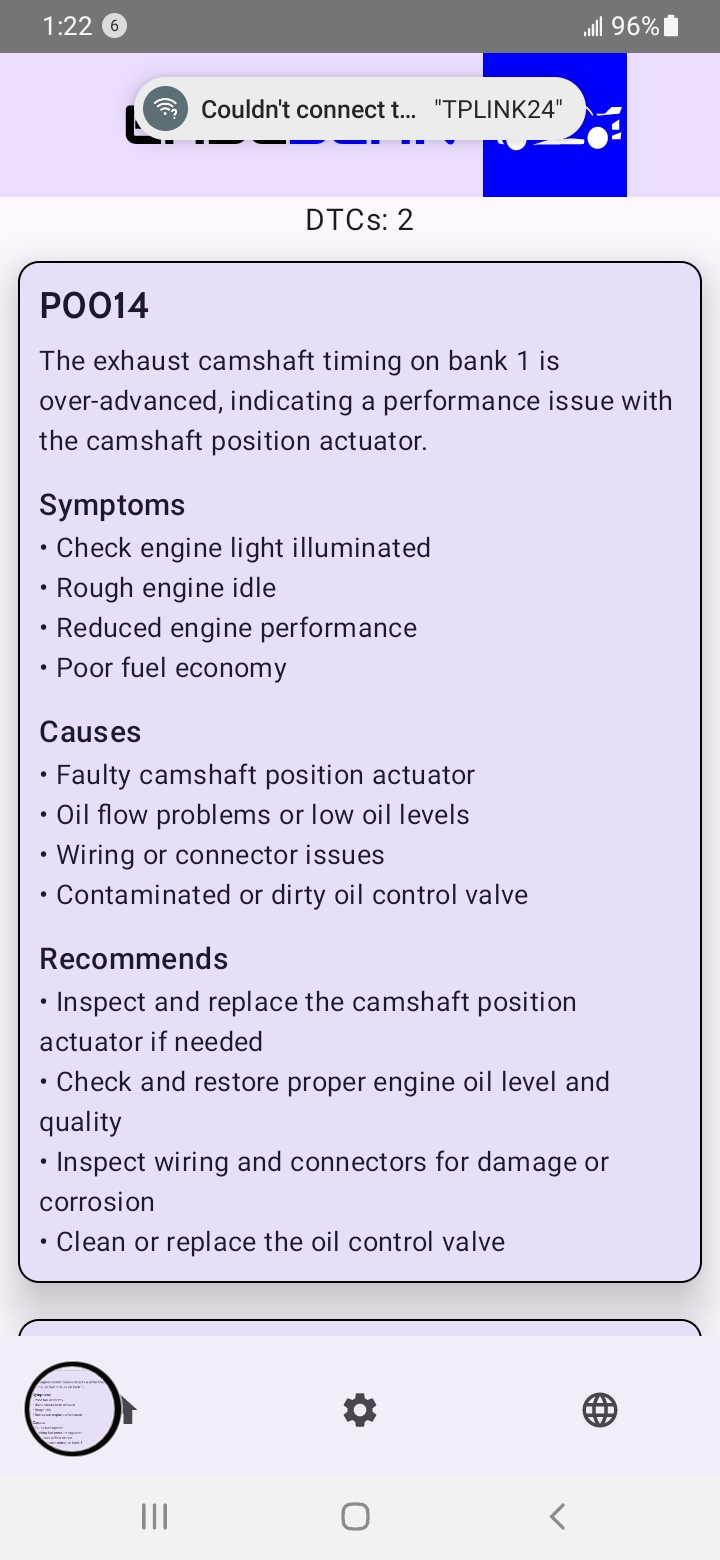 1:22 6 96%
Couldn't connect t... "TPLINK24"
DTCs: 2
P0014
The exhaust camshaft timing on bank 1 is
over-advanced, indicating a performance issue with
the camshaft position actuator.
Symptoms
• Check engine light illuminated
• Rough engine idle
• Reduced engine performance
• Poor fuel economy
Causes
• Faulty camshaft position actuator
• Oil flow problems or low oil levels
• Wiring or connector issues
• Contaminated or dirty oil control valve
Recommends
• Inspect and replace the camshaft position
actuator if needed
• Check and restore proper engine oil level and
quality
• Inspect wiring and connectors for damage or
corrosion
• Clean or replace the oil control valve